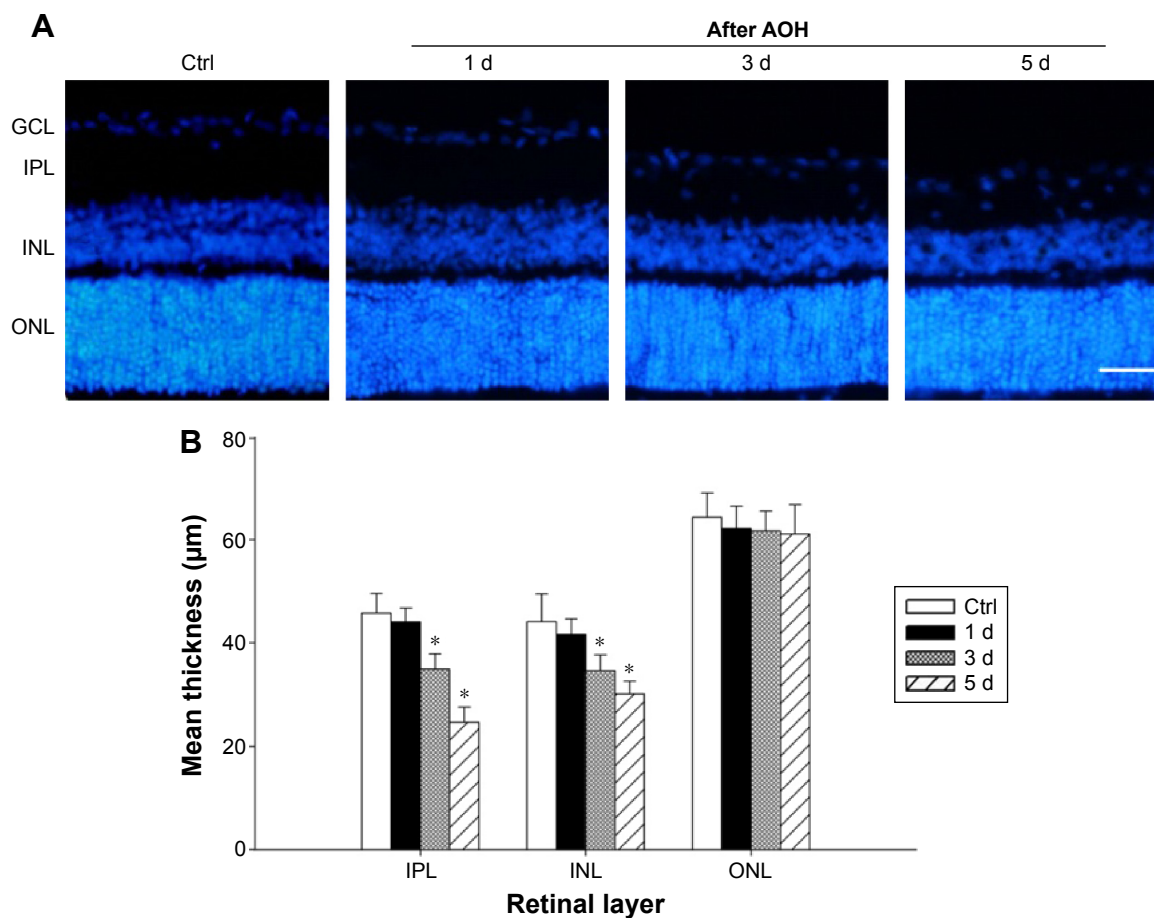 A
After AOH
Ctrl
1 d
3 d
5 d
GCL
IPL
INL
ONL
B
80
60
40
20
0
Mean thickness (µm)
*
*
*
*
IPL
INL
ONL
Retinal layer
Ctrl
1 d
3 d
5 d